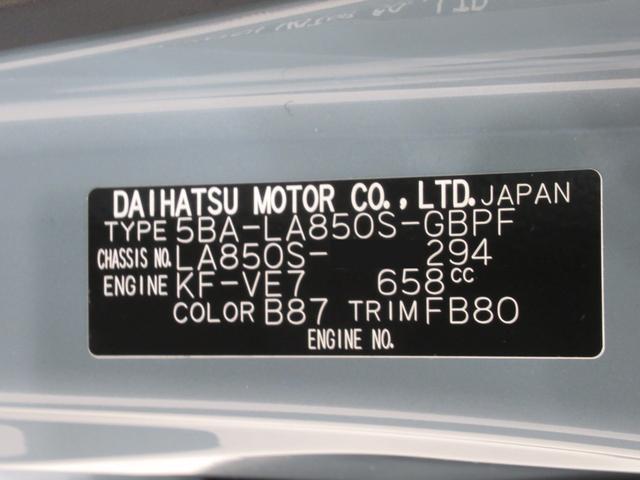 DAIHATSU MOTOR CO., LTD. JAPAN
TYPE 5BA-LA850S-GBPF
CHASSIS NO. LA850S- 294
ENGINE KF-VE7 658cc
COLOR B87 TRIM FB80
ENGINE NO.